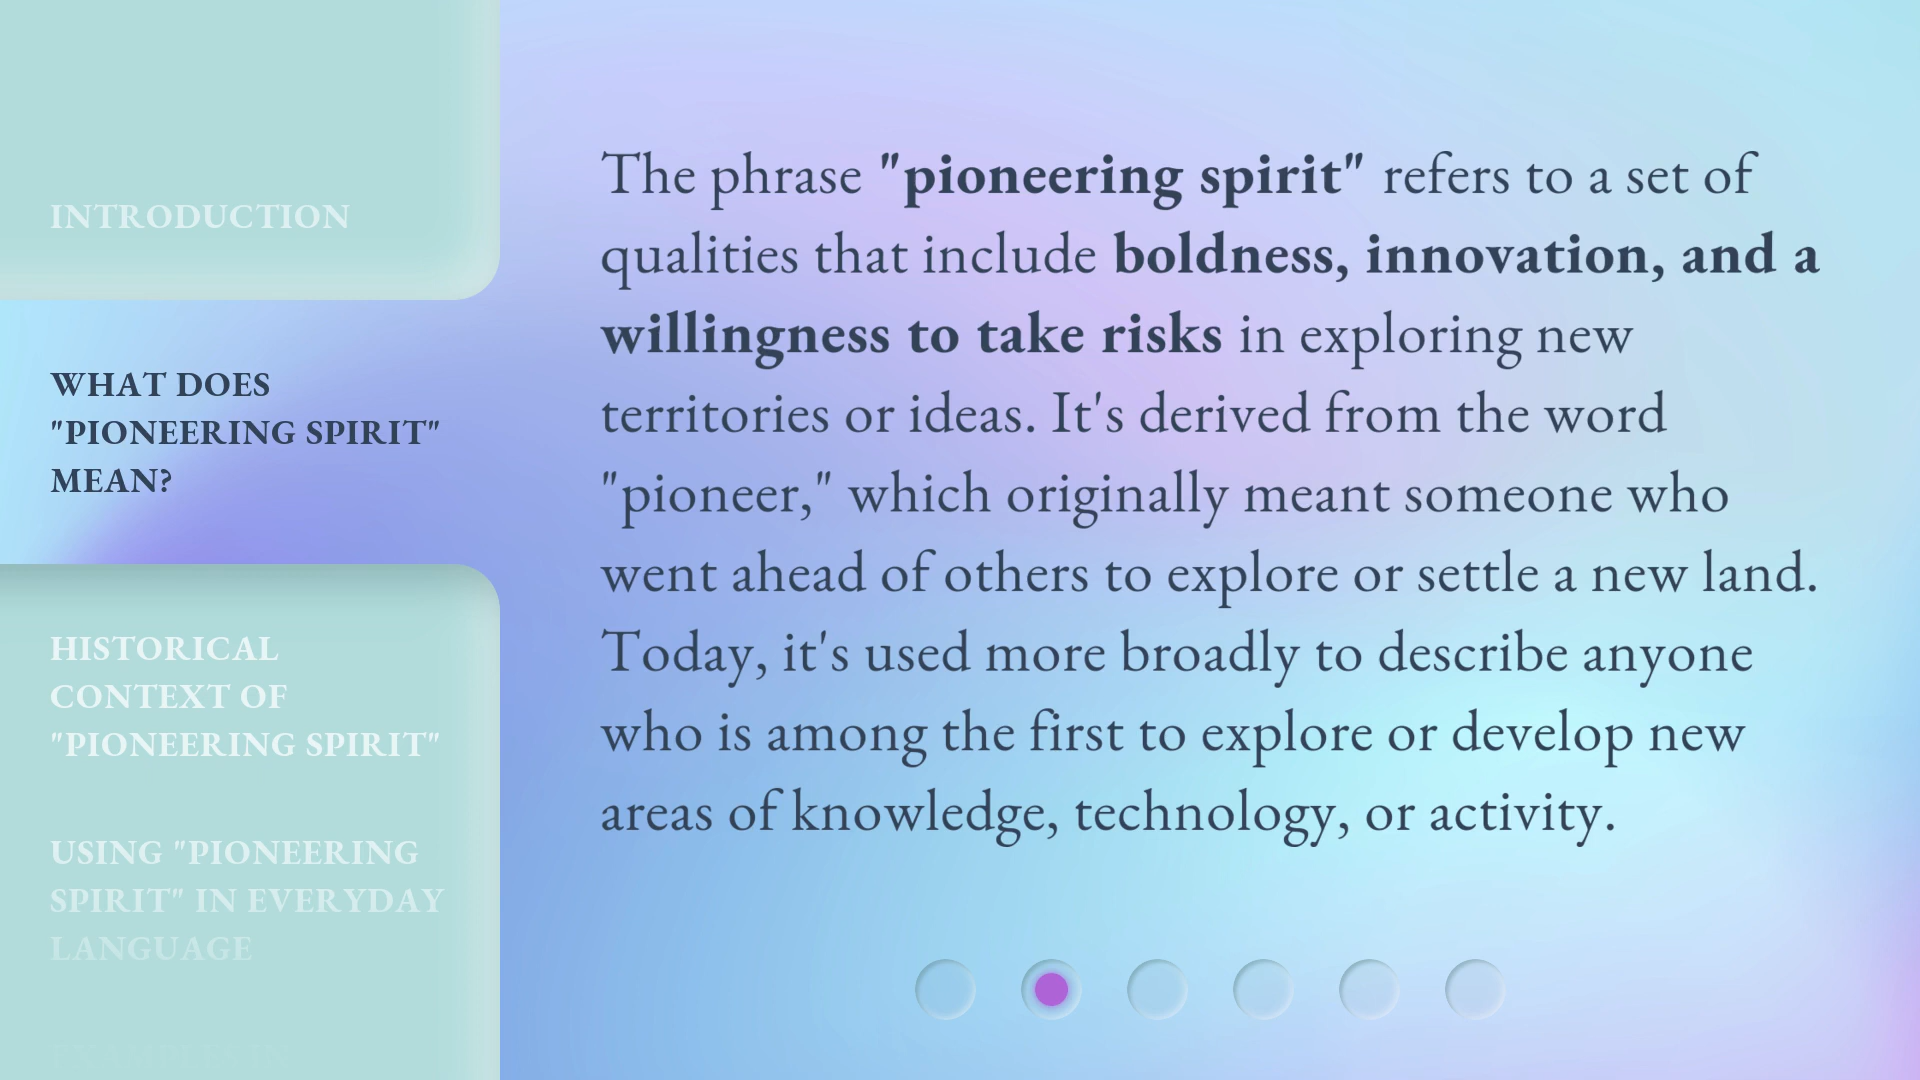 INTRODUCTION
WHAT DOES
"PIONEERING SPIRIT"
MEAN?
HISTORICAL
CONTEXT OF
"PIONEERING SPIRIT"
USING "PIONEERING
SPIRIT" IN EVERYDAY
LANGUAGE
EXAMPLES IN
The phrase "pioneering spirit" refers to a set of
qualities that include boldness, innovation, and a
willingness to take risks in exploring new
territories or ideas. It's derived from the word
"pioneer," which originally meant someone who
went ahead of others to explore or settle a new land.
Today, it's used more broadly to describe anyone
who is among the first to explore or develop new
areas of knowledge, technology, or activity.